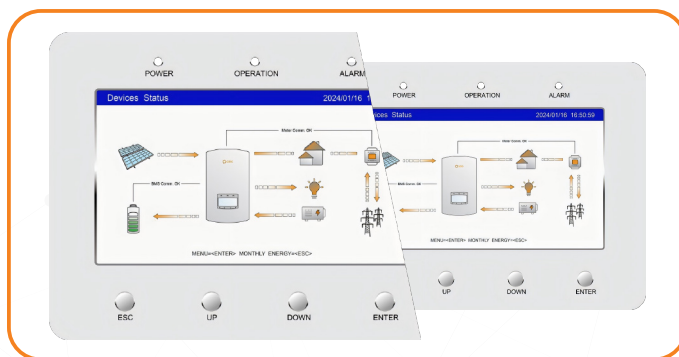 POWER OPERATION ALARM
Devices Status 2024/01/16 1
Meter Comm: OK
BMS Comm: OK
MENU=<ENTER> MONTHLY ENERGY=<ESC>
ESC UP DOWN ENTER
POWER OPERATION ALARM
ices Status 2024/01/16 16:50:59
Meter Comm: OK
BMS Comm: OK
MENU=<ENTER> MONTHLY ENERGY=<ESC>
UP DOWN ENTER